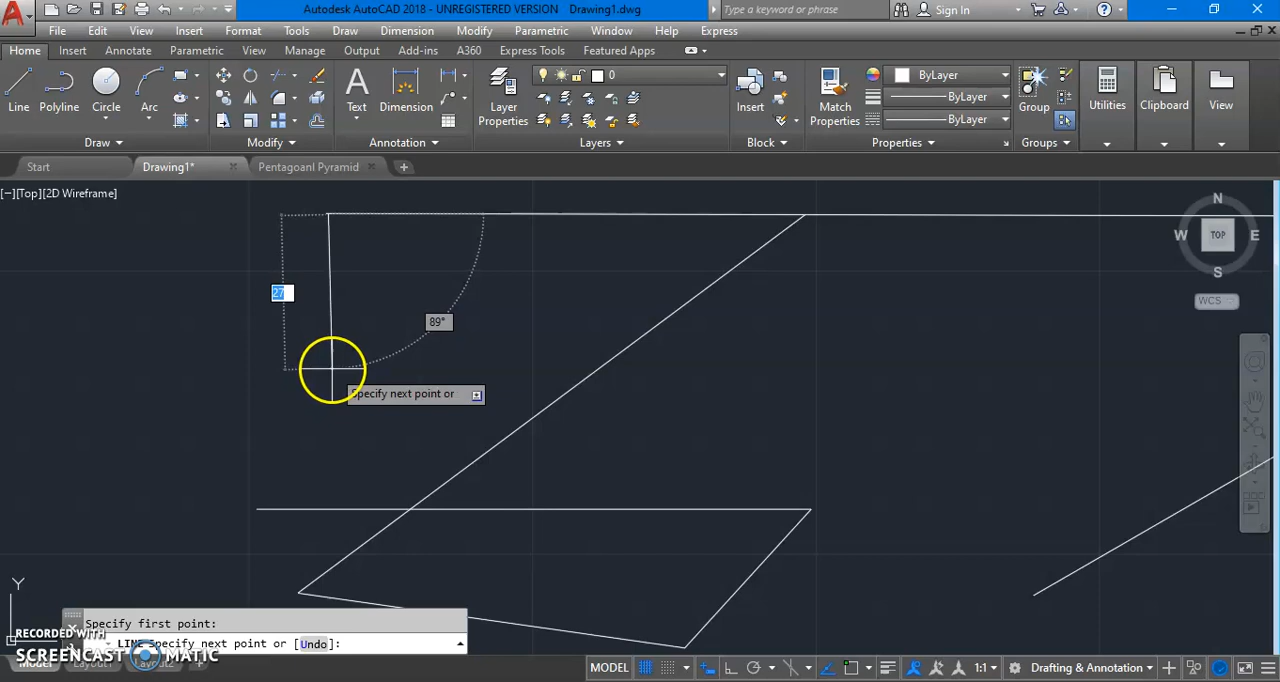 Autodesk AutoCAD 2018 - UNREGISTERED VERSION Drawing1.dwg Type a keyword or phrase Sign In
File Edit View Insert Format Tools Draw Dimension Modify Parametric Window Help Express
Home Insert Annotate Parametric View Manage Output Add-ins A360 Express Tools Featured Apps
0 ByLayer
Line Polyline Circle Arc Text Dimension Layer Properties Insert Match Properties ByLayer Group Utilities Clipboard View
ByLayer
Draw Modify Annotation Layers Block Properties Groups
Start Drawing1* Pentagoanl Pyramid
[−][Top][2D Wireframe]
N
W TOP E
S
27
WCS
89°
Specify next point or
Y
Specify first point:
LINE Specify next point or [Undo]:
RECORDED WITH
SCREENCAST MATIC
Model Layout1 Layout2
MODEL 1:1 Drafting & Annotation